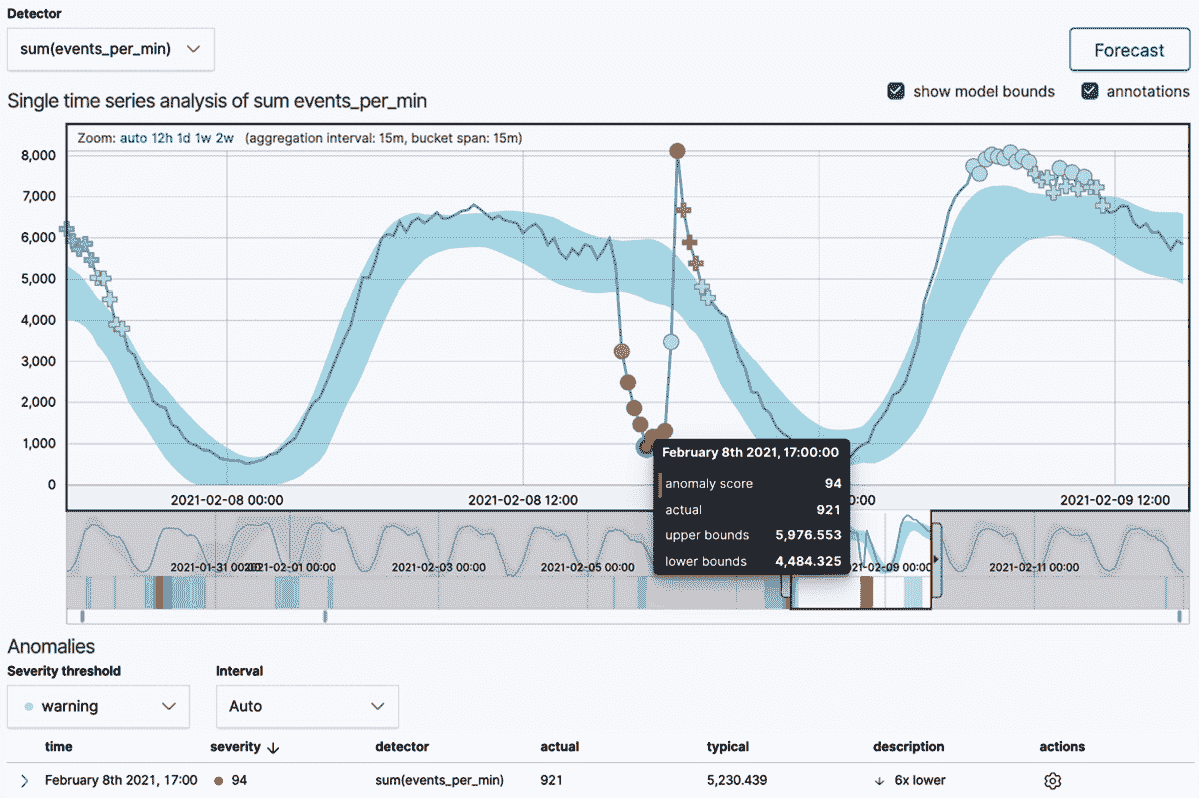 Detector
sum(events_per_min)
Forecast
Single time series analysis of sum events_per_min
show model bounds
annotations
Zoom: auto 12h 1d 1w 2w (aggregation interval: 15m, bucket span: 15m)
8,000
7,000
6,000
5,000
4,000
3,000
2,000
1,000
0
February 8th 2021, 17:00:00
anomaly score 94
actual 921
upper bounds 5,976.553
lower bounds 4,484.325
2021-02-08 00:00
2021-02-08 12:00
00:00
2021-02-09 12:00
2021-01-31 00:00
2021-02-01 00:00
2021-02-03 00:00
2021-02-05 00:00
21-02-09 00:00
2021-02-11 00:00
Anomalies
Severity threshold
Interval
warning
Auto
time severity detector actual typical description actions
February 8th 2021, 17:00 94 sum(events_per_min) 921 5,230.439 6x lower